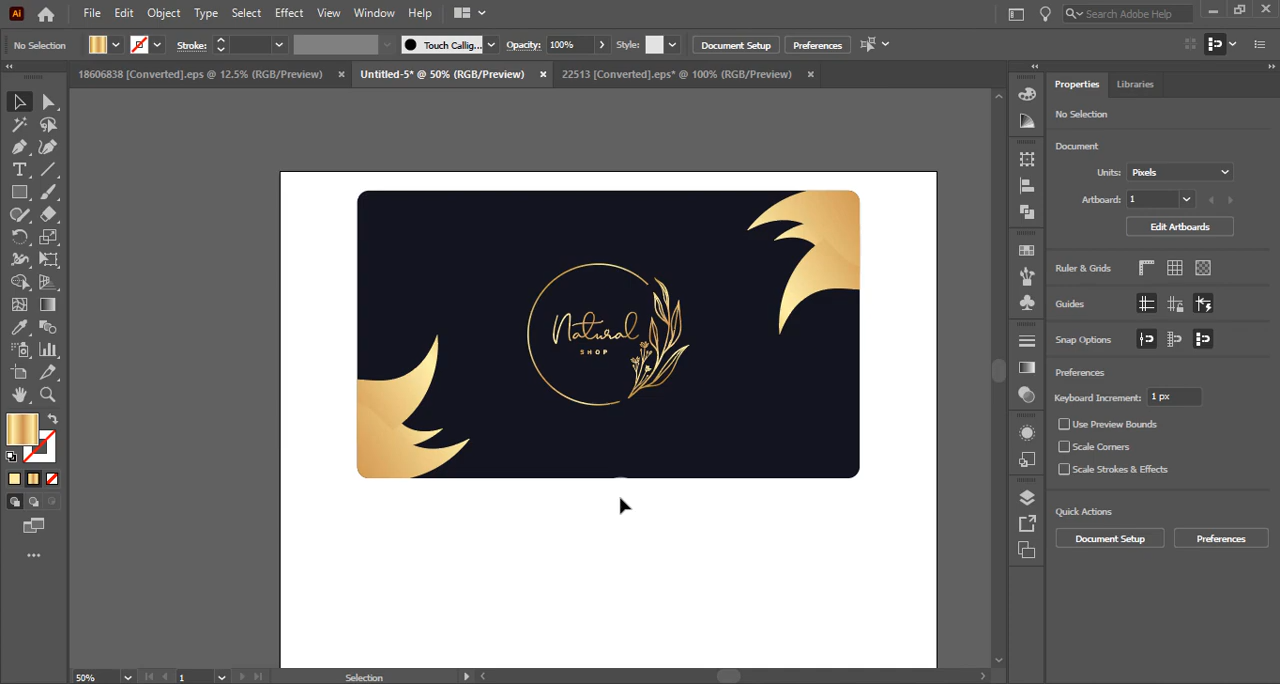 Ai File Edit Object Type Select Effect View Window Help Search Adobe Help
No Selection Stroke: Touch Callig... Opacity: 100% Style: Document Setup Preferences
18606838 [Converted].eps @ 12.5% (RGB/Preview) × Untitled-5* @ 50% (RGB/Preview) × 22513 [Converted].eps* @ 100% (RGB/Preview) ×
Properties Libraries
No Selection
Document
Units: Pixels
Artboard: 1
Edit Artboards
Ruler & Grids
Guides
Snap Options
Preferences
Keyboard Increment: 1 px
Use Preview Bounds
Scale Corners
Scale Strokes & Effects
Quick Actions
Document Setup Preferences
Natural
SHOP
50% 1 Selection